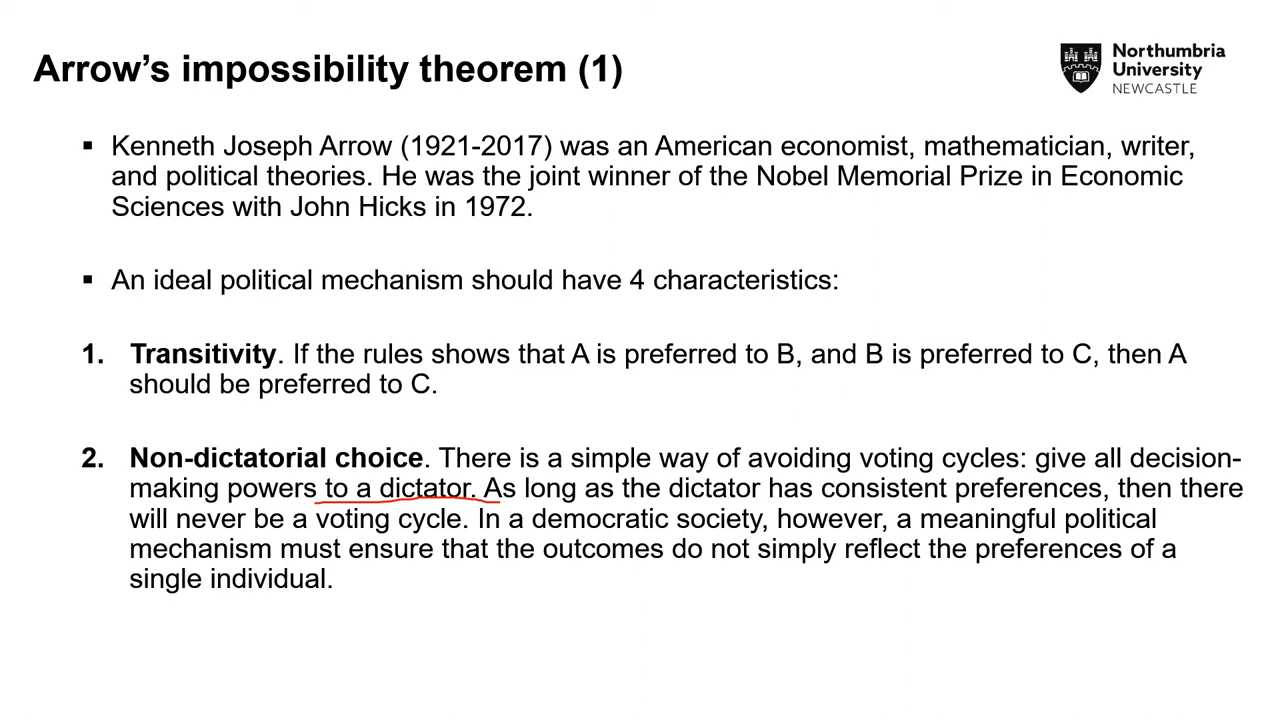 Arrow’s impossibility theorem (1)
Northumbria
University
NEWCASTLE
▪ Kenneth Joseph Arrow (1921-2017) was an American economist, mathematician, writer,
and political theories. He was the joint winner of the Nobel Memorial Prize in Economic
Sciences with John Hicks in 1972.
▪ An ideal political mechanism should have 4 characteristics:
1. Transitivity. If the rules shows that A is preferred to B, and B is preferred to C, then A
should be preferred to C.
2. Non-dictatorial choice. There is a simple way of avoiding voting cycles: give all decision-
making powers to a dictator. As long as the dictator has consistent preferences, then there
will never be a voting cycle. In a democratic society, however, a meaningful political
mechanism must ensure that the outcomes do not simply reflect the preferences of a
single individual.